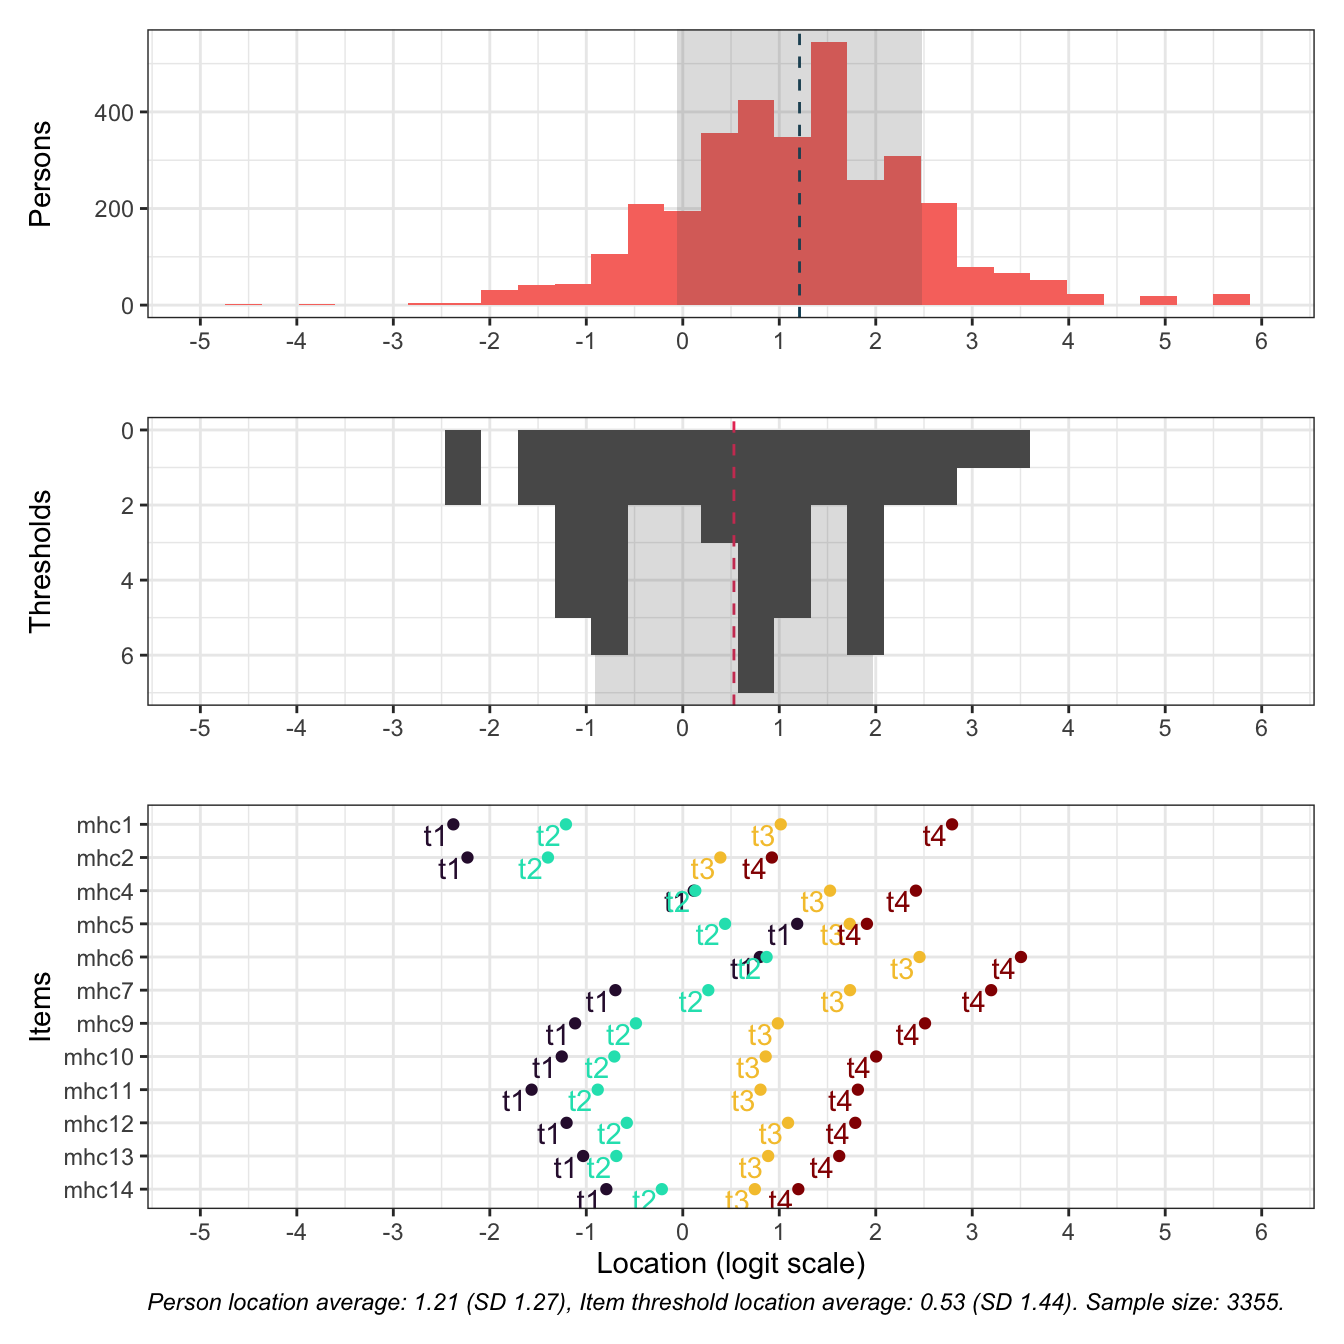 Persons
400
200
0
-5 -4 -3 -2 -1 0 1 2 3 4 5 6
Thresholds
0
2
4
6
-5 -4 -3 -2 -1 0 1 2 3 4 5 6
Items
mhc1 t1 t2 t3 t4
mhc2 t1 t2 t3 t4
mhc4 t1 t2 t3 t4
mhc5 t2 t1 t3 t4
mhc6 t1 t2 t3 t4
mhc7 t1 t2 t3 t4
mhc9 t1 t2 t3 t4
mhc10 t1 t2 t3 t4
mhc11 t1 t2 t3 t4
mhc12 t1 t2 t3 t4
mhc13 t1 t2 t3 t4
mhc14 t1 t2 t3 t4
-5 -4 -3 -2 -1 0 1 2 3 4 5 6
Location (logit scale)
Person location average: 1.21 (SD 1.27), Item threshold location average: 0.53 (SD 1.44). Sample size: 3355.